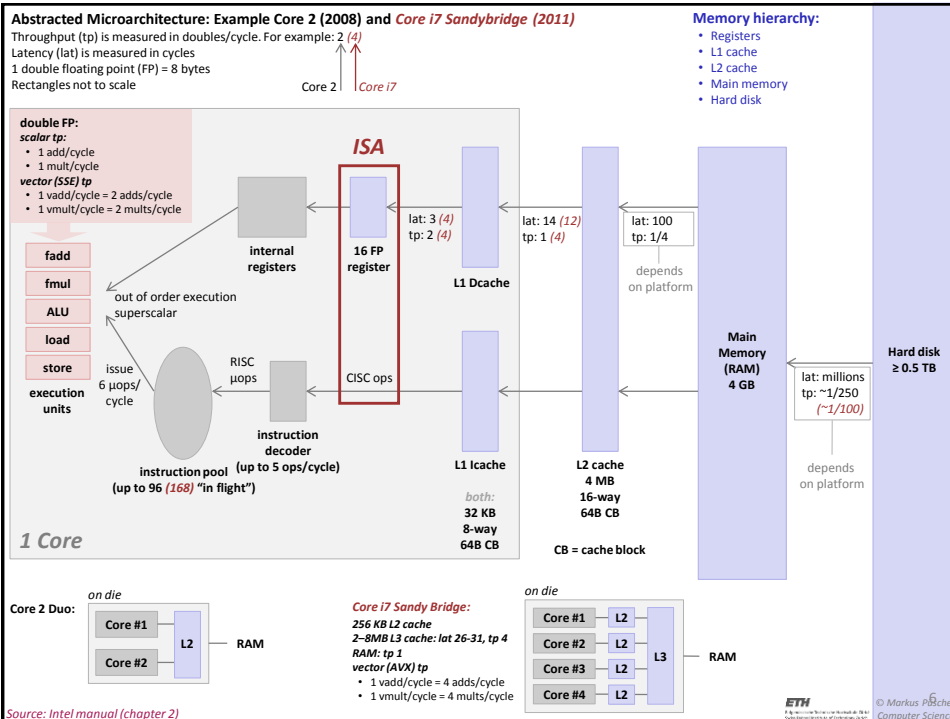 Abstracted Microarchitecture: Example Core 2 (2008) and Core i7 Sandybridge (2011)
Throughput (tp) is measured in doubles/cycle. For example: 2 (4)
Latency (lat) is measured in cycles
1 double floating point (FP) = 8 bytes
Rectangles not to scale
Core 2
Core i7
Memory hierarchy:
• Registers
• L1 cache
• L2 cache
• Main memory
• Hard disk
double FP:
scalar tp:
• 1 add/cycle
• 1 mult/cycle
vector (SSE) tp
• 1 vadd/cycle = 2 adds/cycle
• 1 vmult/cycle = 2 mults/cycle
fadd
fmul
ALU
load
store
execution
units
ISA
internal
registers
16 FP
register
lat: 3 (4)
tp: 2 (4)
L1 Dcache
lat: 14 (12)
tp: 1 (4)
lat: 100
tp: 1/4
depends
on platform
out of order execution
superscalar
issue
6 μops/
cycle
RISC
μops
CISC ops
instruction pool
(up to 96 (168) “in flight”)
instruction
decoder
(up to 5 ops/cycle)
L1 Icache
both:
32 KB
8-way
64B CB
L2 cache
4 MB
16-way
64B CB
CB = cache block
Main
Memory
(RAM)
4 GB
lat: millions
tp: ~1/250
(~1/100)
depends
on platform
Hard disk
≥ 0.5 TB
1 Core
Core 2 Duo:
on die
Core #1
Core #2
L2
RAM
Core i7 Sandy Bridge:
256 KB L2 cache
2–8MB L3 cache: lat 26-31, tp 4
RAM: tp 1
vector (AVX) tp
• 1 vadd/cycle = 4 adds/cycle
• 1 vmult/cycle = 4 mults/cycle
on die
Core #1
L2
Core #2
L2
Core #3
L2
Core #4
L2
L3
RAM
Source: Intel manual (chapter 2)
ETH
6
© Markus
Computer